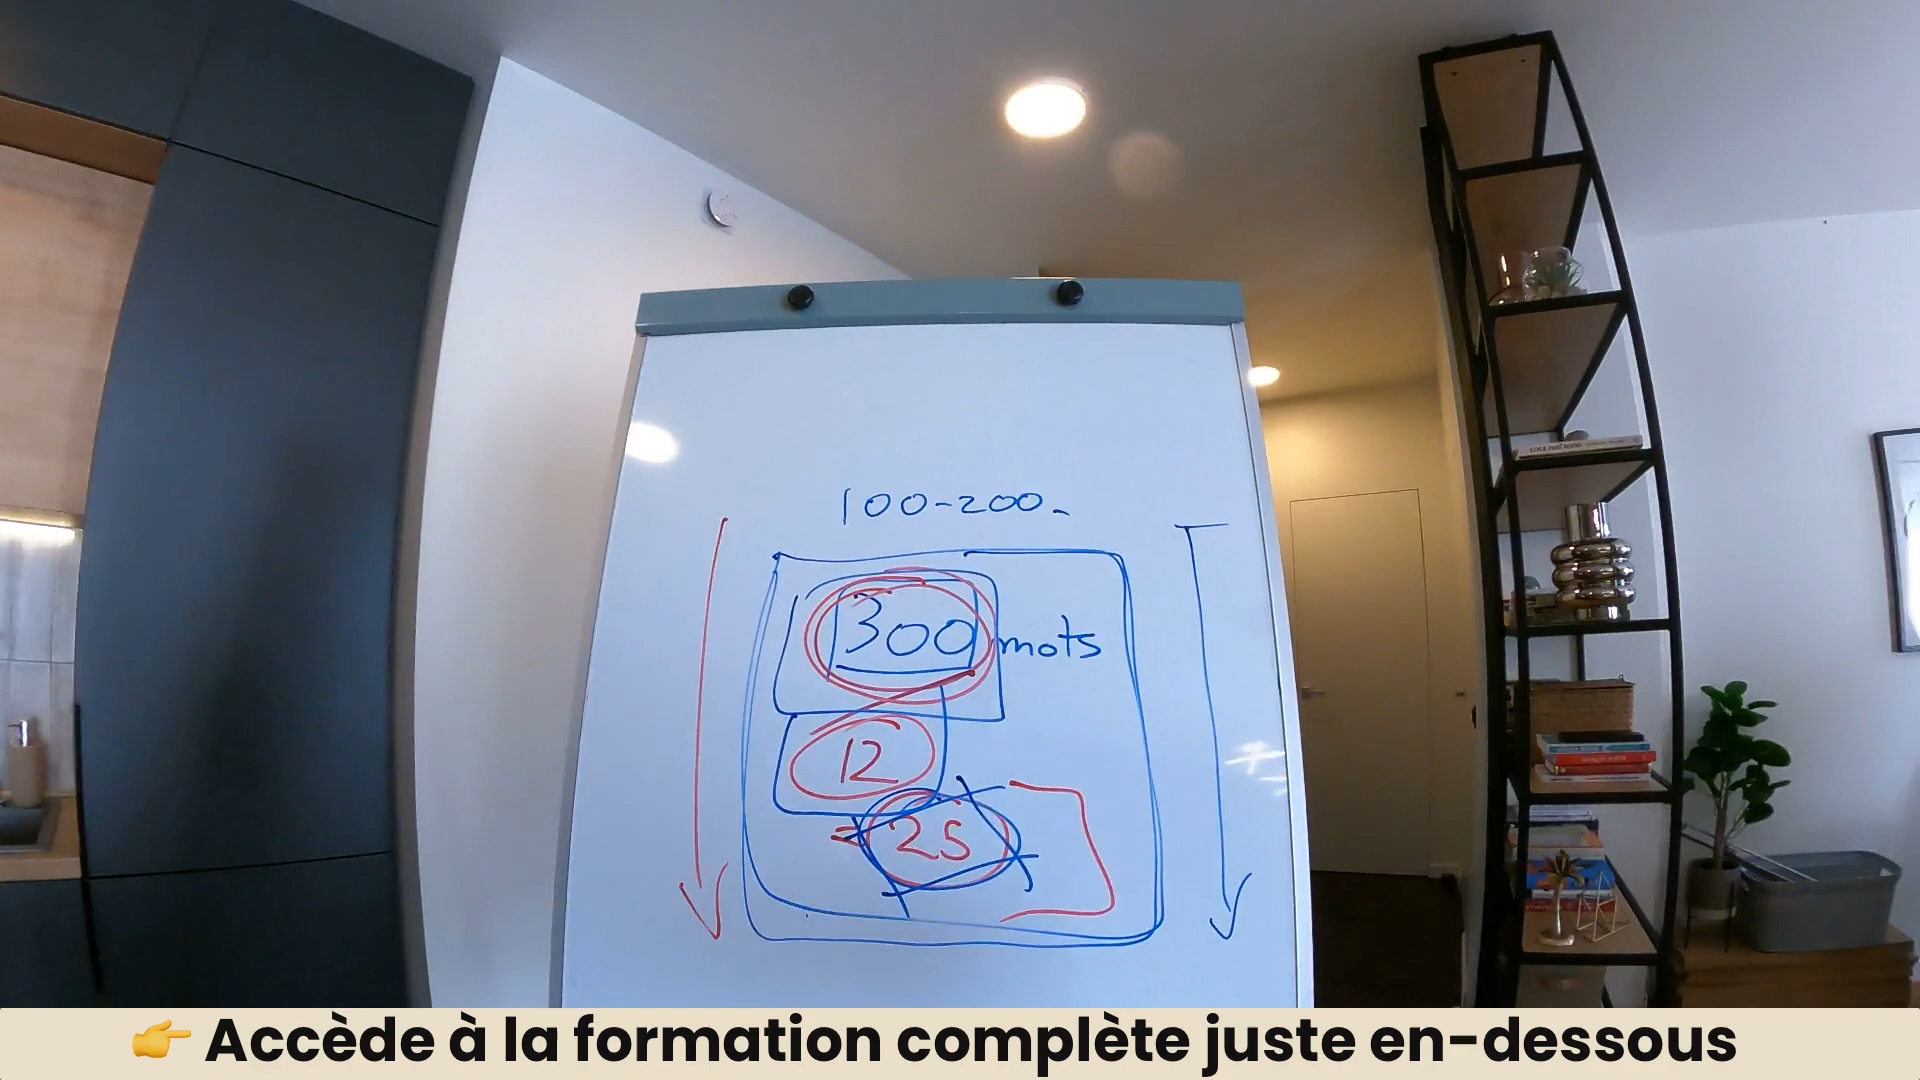 100-200-
300 mots
12
= 25
👉 Accède à la formation complète juste en-dessous